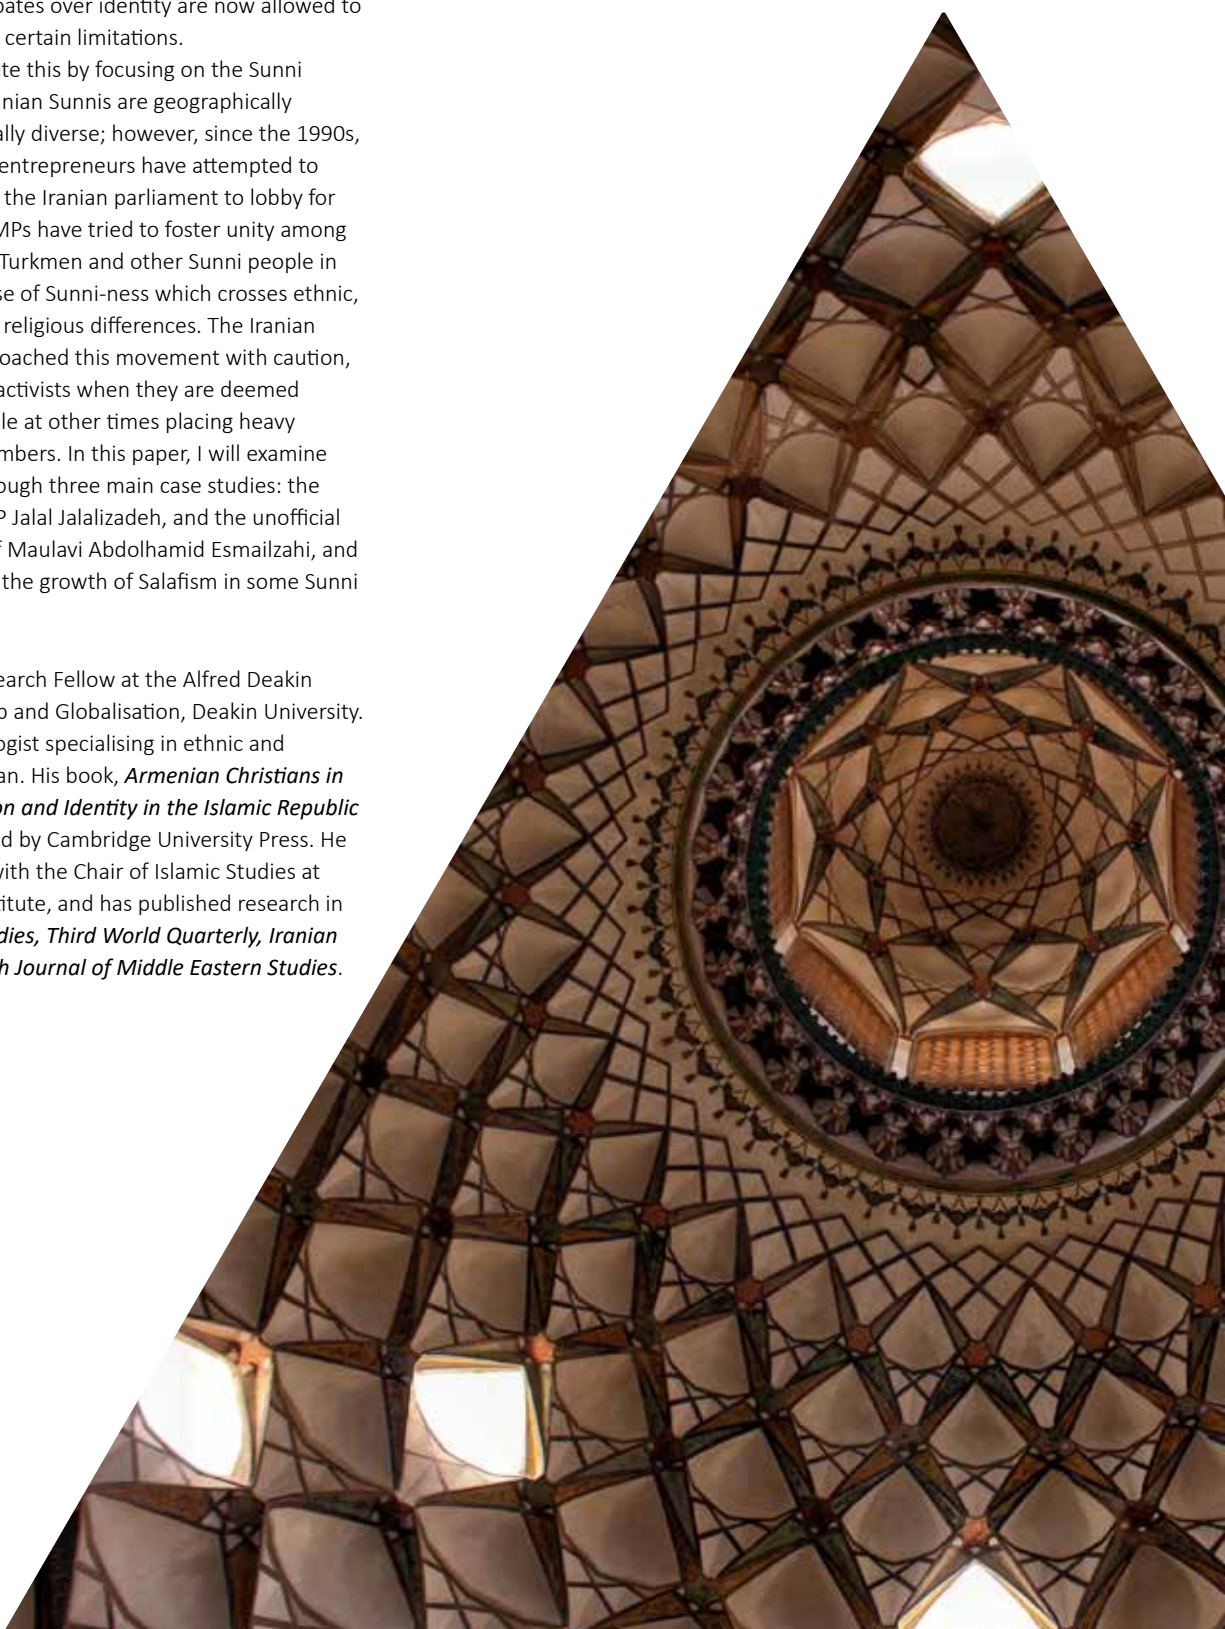 bates over identity are now allowed to
certain limitations.
te this by focusing on the Sunni
nian Sunnis are geographically
ally diverse; however, since the 1990s,
entrepreneurs have attempted to
the Iranian parliament to lobby for
MPs have tried to foster unity among
Turkmen and other Sunni people in
se of Sunni-ness which crosses ethnic,
religious differences. The Iranian
oached this movement with caution,
activists when they are deemed
le at other times placing heavy
mbers. In this paper, I will examine
ough three main case studies: the
P Jalal Jalalizadeh, and the unofficial
f Maulavi Abdolhamid Esmailzahi, and
the growth of Salafism in some Sunni
earch Fellow at the Alfred Deakin
p and Globalisation, Deakin University.
ogist specialising in ethnic and
an. His book, Armenian Christians in
on and Identity in the Islamic Republic
d by Cambridge University Press. He
with the Chair of Islamic Studies at
titute, and has published research in
dies, Third World Quarterly, Iranian
h Journal of Middle Eastern Studies.